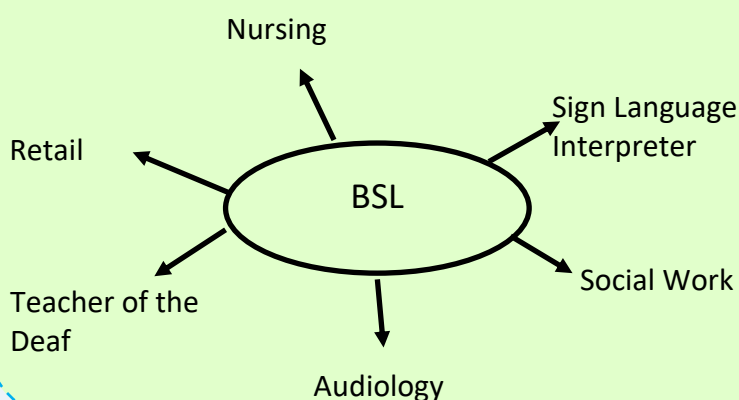 Nursing
Sign Language
Interpreter
Retail
BSL
Social Work
Teacher of the
Deaf
Audiology